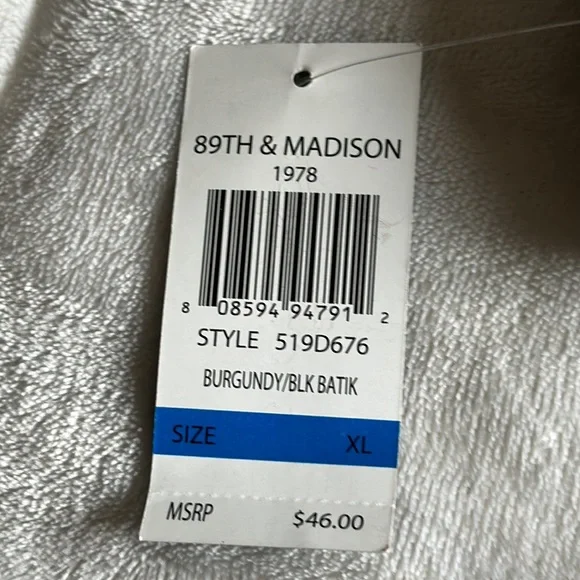 89TH & MADISON
1978
8 08594 94791 2
STYLE 519D676
BURGUNDY/BLK BATIK
SIZE XL
MSRP $46.00